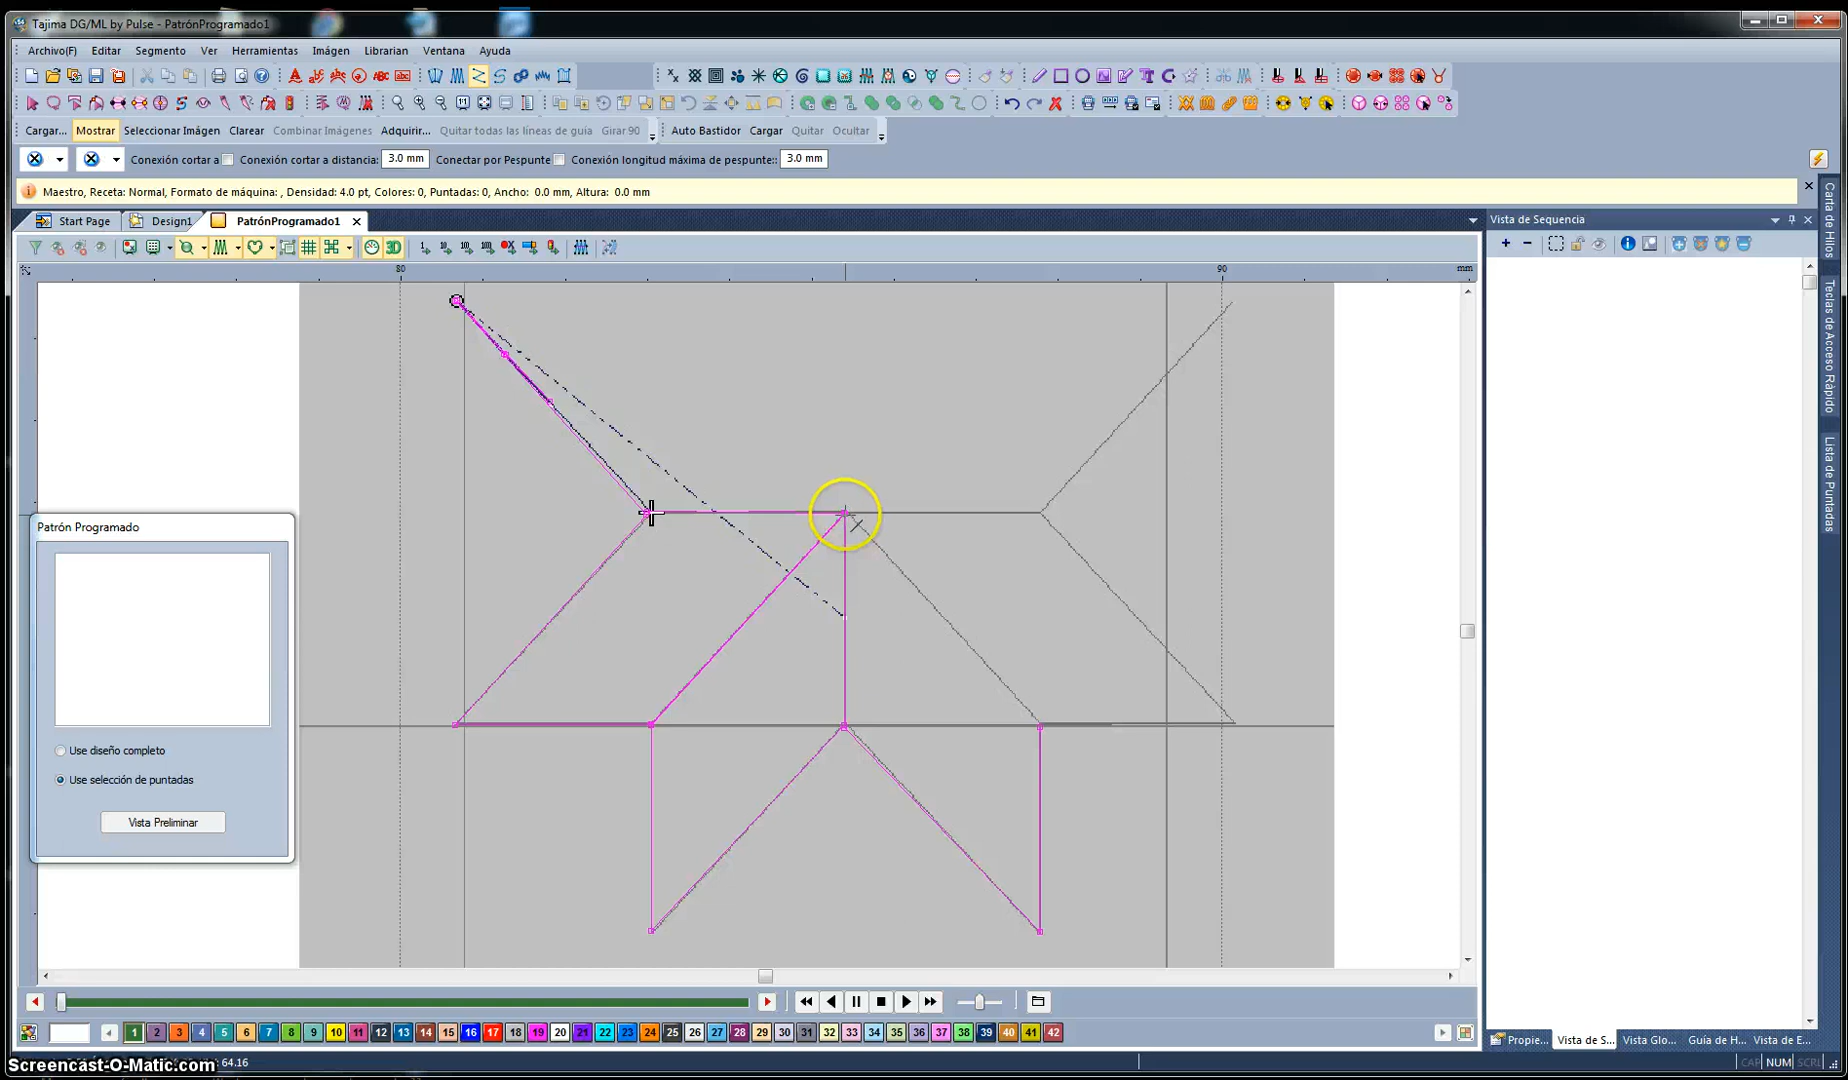 Tajima DG/ML by Pulse - PatrónProgramado1
Archivo(F) Editar Segmento Ver Herramientas Imágen Librarian Ventana Ayuda
Cargar... Mostrar Seleccionar Imágen Clarear Combinar Imágenes Adquirir... Quitar todas las líneas de guia Girar 90 Auto Bastidor Cargar Quitar Ocultar
Conexión cortar a Conexión cortar a distancia: 3.0 mm Conectar por Pespunte Conexión longitud máxima de pespunte:: 3.0 mm
Maestro, Receta: Normal, Formato de máquina: , Densidad: 4.0 pt, Colores: 0, Puntadas: 0, Ancho: 0.0 mm, Altura: 0.0 mm
Start Page Design1 PatrónProgramado1
Vista de Sequencia
80 90 mm
Carta de Hilos
Teclas de Acceso Rápido
Lista de Puntadas
Patrón Programado
Use diseño completo
Use selección de puntadas
Vista Preliminar
1 2 3 4 5 6 7 8 9 10 11 12 13 14 15 16 17 18 19 20 21 22 23 24 25 26 27 28 29 30 31 32 33 34 35 36 37 38 39 40 41 42
Propie... Vista de S... Vista Glo... Guía de H... Vista de E...
Screencast-O-Matic.com 64.16
CAP NUM SCRL